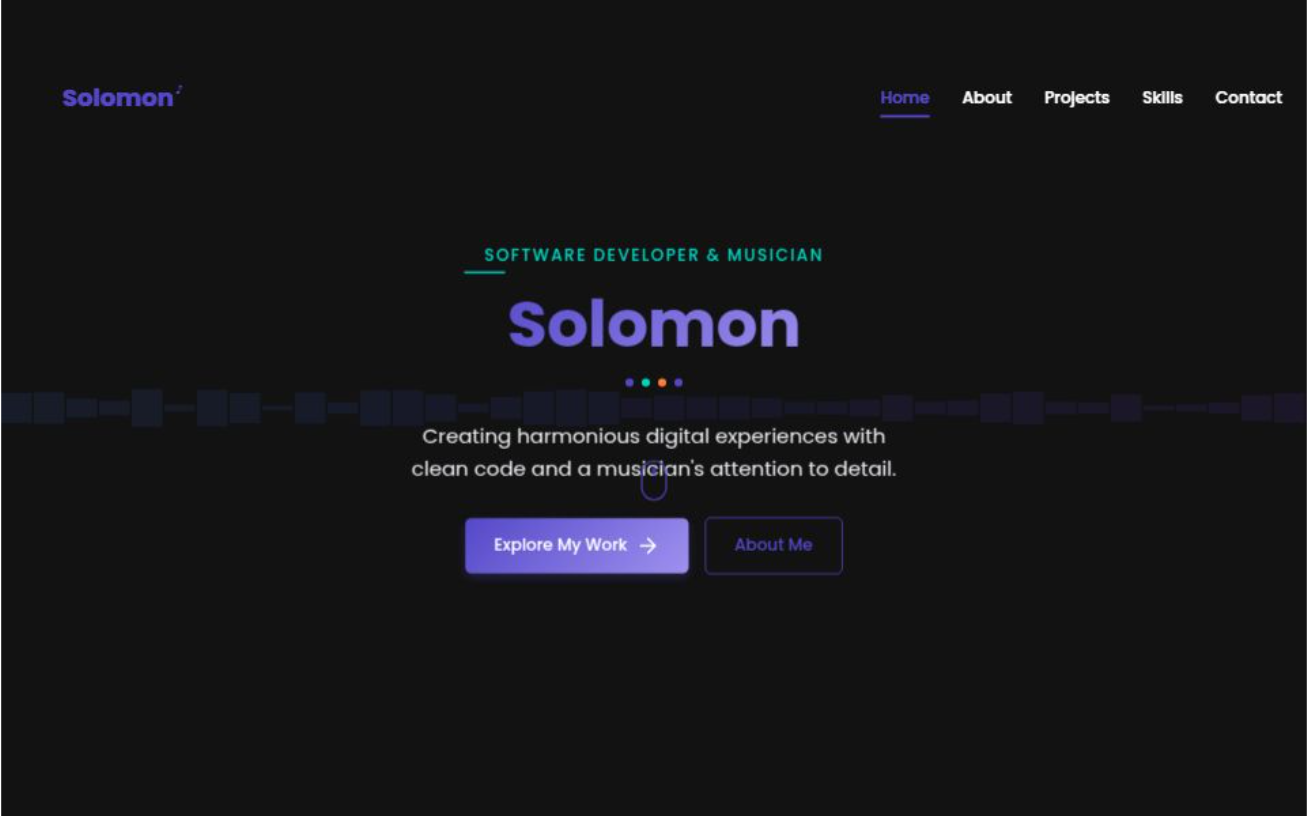 Solomon
Home About Projects Skills Contact
SOFTWARE DEVELOPER & MUSICIAN
Solomon
Creating harmonious digital experiences with
clean code and a musician's attention to detail.
Explore My Work →
About Me